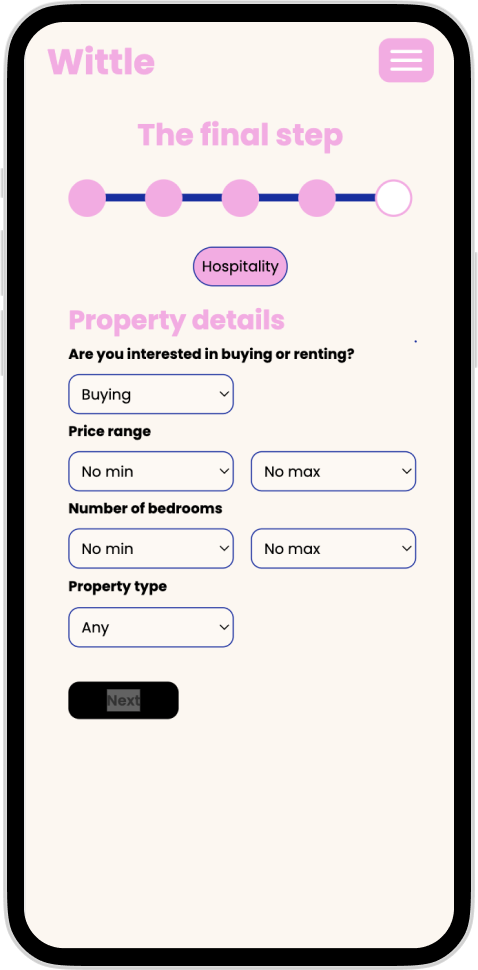 Wittle
The final step
Hospitality
Property details
Are you interested in buying or renting?
Buying
Price range
No min No max
Number of bedrooms
No min No max
Property type
Any
Next